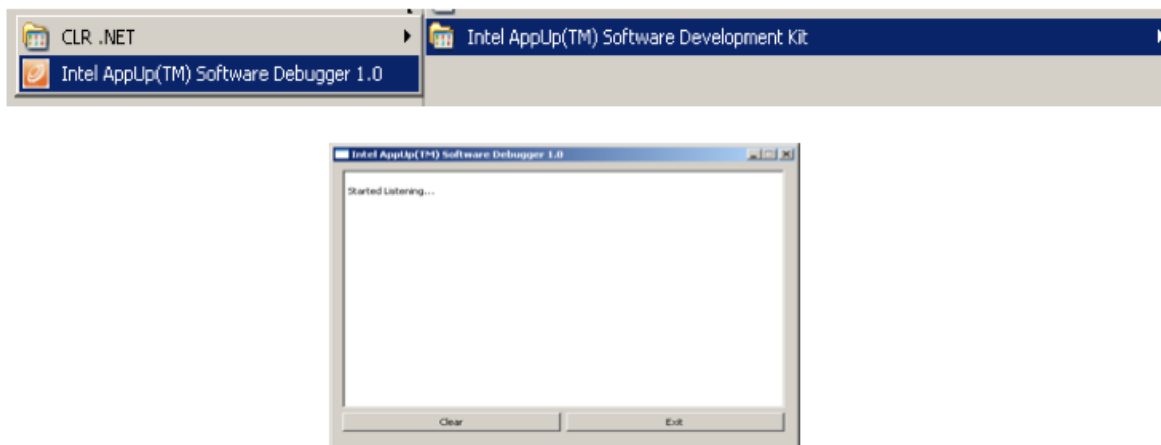 CLR .NET
Intel AppUp(TM) Software Development Kit
Intel AppUp(TM) Software Debugger 1.0
Intel AppUp(TM) Software Debugger 1.0
Started Listening...
Clear
Exit